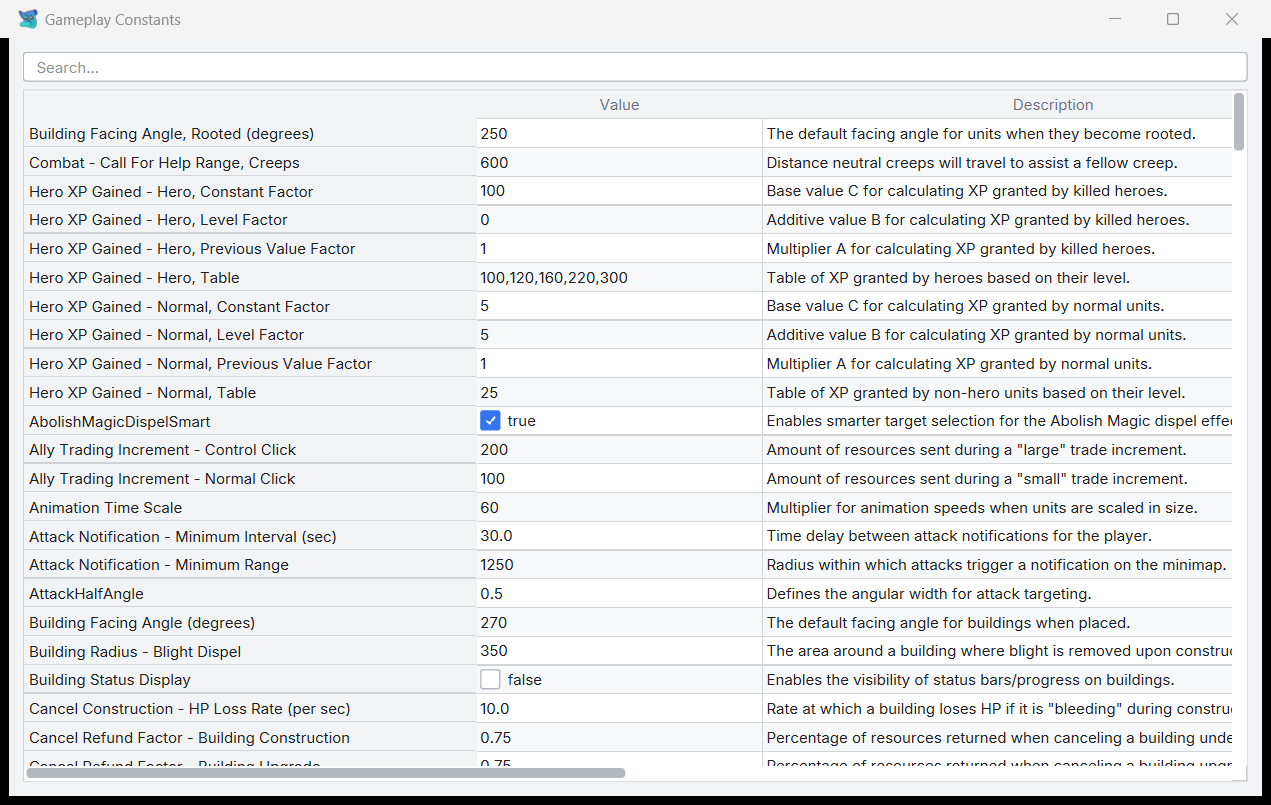 Gameplay Constants
Search...
Value Description
Building Facing Angle, Rooted (degrees) 250 The default facing angle for units when they become rooted.
Combat - Call For Help Range, Creeps 600 Distance neutral creeps will travel to assist a fellow creep.
Hero XP Gained - Hero, Constant Factor 100 Base value C for calculating XP granted by killed heroes.
Hero XP Gained - Hero, Level Factor 0 Additive value B for calculating XP granted by killed heroes.
Hero XP Gained - Hero, Previous Value Factor 1 Multiplier A for calculating XP granted by killed heroes.
Hero XP Gained - Hero, Table 100,120,160,220,300 Table of XP granted by heroes based on their level.
Hero XP Gained - Normal, Constant Factor 5 Base value C for calculating XP granted by normal units.
Hero XP Gained - Normal, Level Factor 5 Additive value B for calculating XP granted by normal units.
Hero XP Gained - Normal, Previous Value Factor 1 Multiplier A for calculating XP granted by normal units.
Hero XP Gained - Normal, Table 25 Table of XP granted by non-hero units based on their level.
AbolishMagicDispelSmart true Enables smarter target selection for the Abolish Magic dispel effe
Ally Trading Increment - Control Click 200 Amount of resources sent during a "large" trade increment.
Ally Trading Increment - Normal Click 100 Amount of resources sent during a "small" trade increment.
Animation Time Scale 60 Multiplier for animation speeds when units are scaled in size.
Attack Notification - Minimum Interval (sec) 30.0 Time delay between attack notifications for the player.
Attack Notification - Minimum Range 1250 Radius within which attacks trigger a notification on the minimap.
AttackHalfAngle 0.5 Defines the angular width for attack targeting.
Building Facing Angle (degrees) 270 The default facing angle for buildings when placed.
Building Radius - Blight Dispel 350 The area around a building where blight is removed upon constru
Building Status Display false Enables the visibility of status bars/progress on buildings.
Cancel Construction - HP Loss Rate (per sec) 10.0 Rate at which a building loses HP if it is "bleeding" during constru
Cancel Refund Factor - Building Construction 0.75 Percentage of resources returned when canceling a building unde
Cancel Refund Factor - Building Upgrade 0.75 Percentage of resources returned when canceling a building upgr